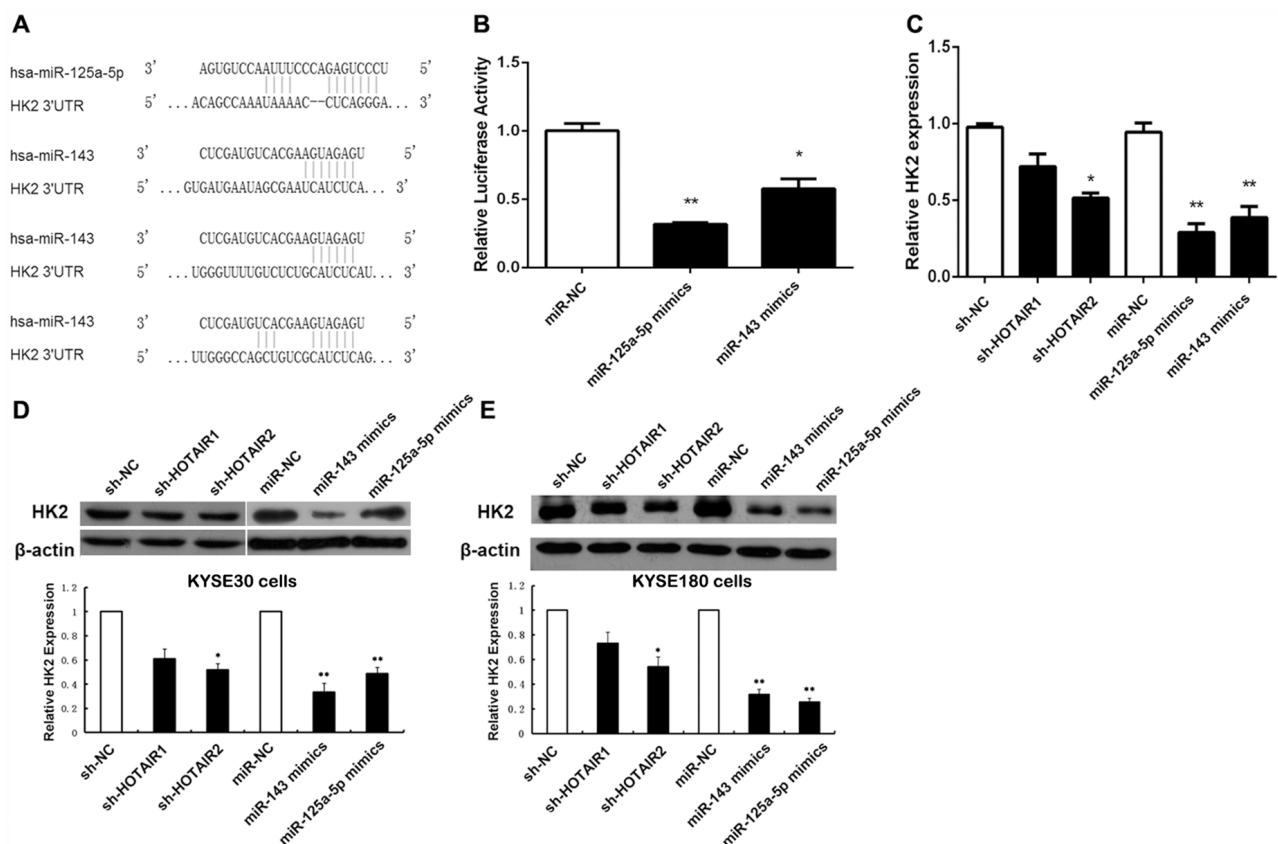 A
hsa-miR-125a-5p 3' AGUGUCCAAUUUCCCAGAGUCCCU 5'
HK2 3'UTR 5' ...ACAGCCAAAUAAAAC--CUCAGGGA... 3'
hsa-miR-143 3' CUCGAUGUCACGAAGUAGAGU 5'
HK2 3'UTR 5' ...GUGAUGAAUAGCGAAUCAUCUCA... 3'
hsa-miR-143 3' CUCGAUGUCACGAAGUAGAGU 5'
HK2 3'UTR 5' ...UGGGUUUUGUCUCUGCAUCUCAU... 3'
hsa-miR-143 3' CUCGAUGUCACGAAGUAGAGU 5'
HK2 3'UTR 5' ...UUGGGCCAGCUGUCGCAUCUCAG... 3'
B
Relative Luciferase Activity
1.5
1.0
0.5
0.0
**
*
miR-NC
miR-125a-5p mimics
miR-143 mimics
C
Relative HK2 expression
1.5
1.0
0.5
0.0
*
**
**
sh-NC
sh-HOTAIR1
sh-HOTAIR2
miR-NC
miR-125a-5p mimics
miR-143 mimics
D
sh-NC
sh-HOTAIR1
sh-HOTAIR2
miR-NC
miR-143 mimics
miR-125a-5p mimics
HK2
β-actin
KYSE30 cells
Relative HK2 Expression
1.2
1
0.8
0.6
0.4
0.2
0
*
**
**
sh-NC
sh-HOTAIR1
sh-HOTAIR2
miR-NC
miR-143 mimics
miR-125a-5p mimics
E
sh-NC
sh-HOTAIR1
sh-HOTAIR2
miR-NC
miR-143 mimics
miR-125a-5p mimics
HK2
β-actin
KYSE180 cells
Relative HK2 Expression
1.2
1
0.8
0.6
0.4
0.2
0
*
**
**
sh-NC
sh-HOTAIR1
sh-HOTAIR2
miR-NC
miR-143 mimics
miR-125a-5p mimics